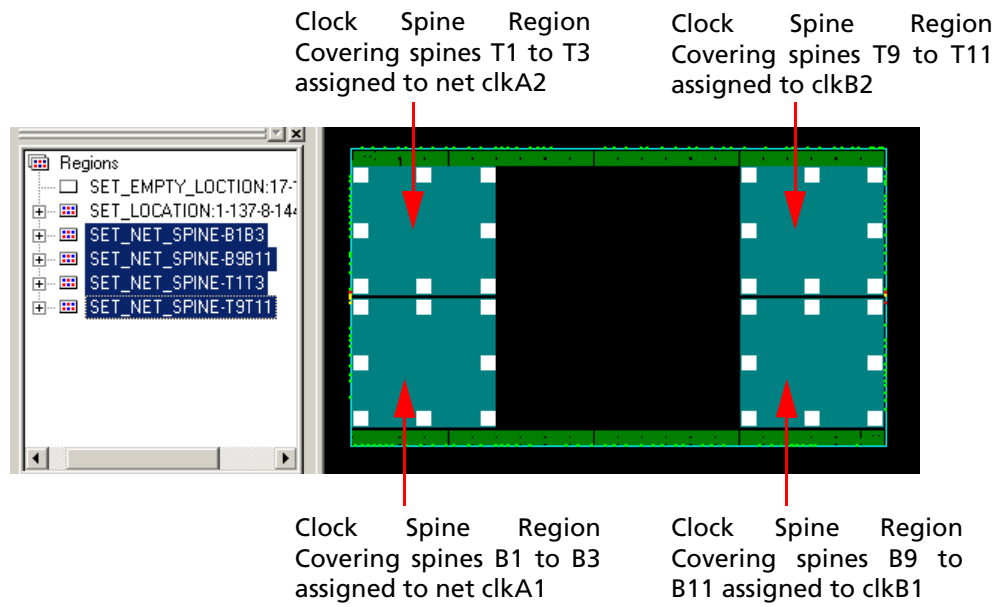 Clock Spine Region
Covering spines T1 to T3
assigned to net clkA2
Clock Spine Region
Covering spines T9 to T11
assigned to clkB2
Regions
SET_EMPTY_LOCTION:17-
SET_LOCATION:1-137-8-144
SET_NET_SPINE-B1B3
SET_NET_SPINE-B9B11
SET_NET_SPINE-T1T3
SET_NET_SPINE-T9T11
Clock Spine Region
Covering spines B1 to B3
assigned to net clkA1
Clock Spine Region
Covering spines B9 to
B11 assigned to clkB1